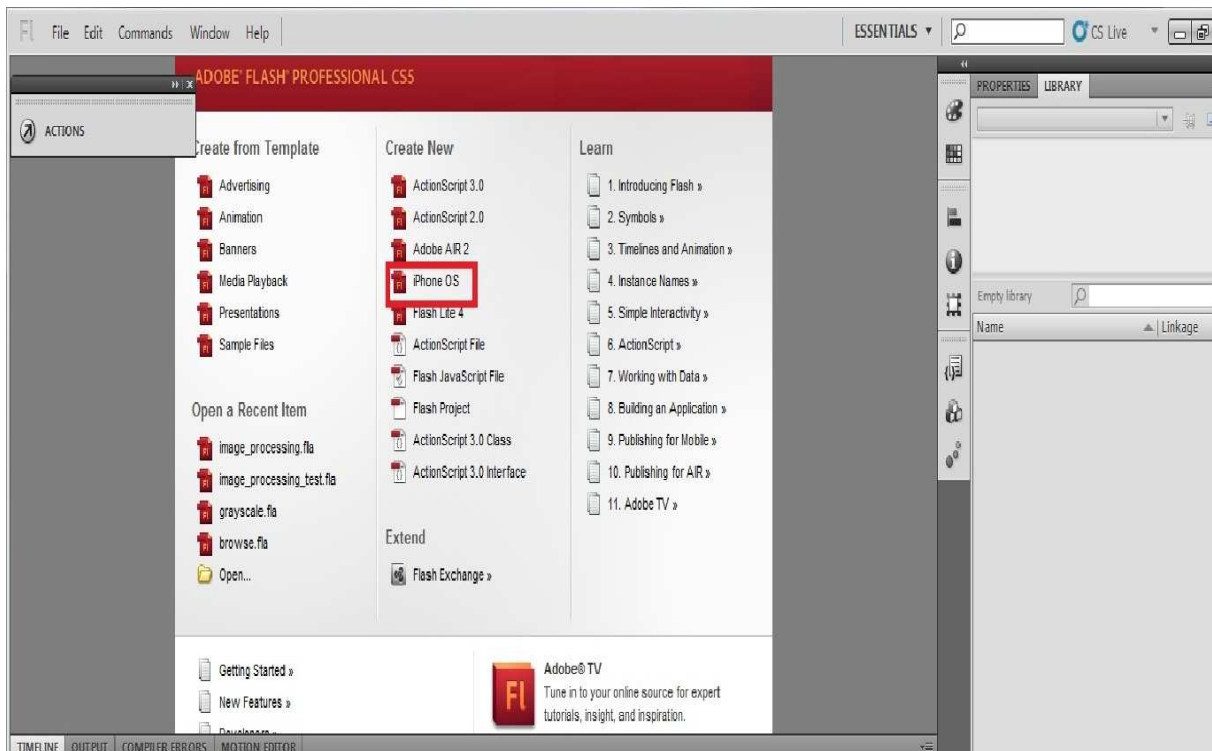 Fl File Edit Commands Window Help ESSENTIALS CS Live
ADOBE® FLASH® PROFESSIONAL CS5
ACTIONS
Create from Template
Advertising
Animation
Banners
Media Playback
Presentations
Sample Files
Open a Recent Item
image_processing.fla
image_processing_test.fla
grayscale.fla
browse.fla
Open...
Create New
ActionScript 3.0
ActionScript 2.0
Adobe AIR 2
iPhone OS
Flash Lite 4
ActionScript File
Flash JavaScript File
Flash Project
ActionScript 3.0 Class
ActionScript 3.0 Interface
Extend
Flash Exchange »
Learn
1. Introducing Flash »
2. Symbols »
3. Timelines and Animation »
4. Instance Names »
5. Simple Interactivity »
6. ActionScript »
7. Working with Data »
8. Building an Application »
9. Publishing for Mobile »
10. Publishing for AIR »
11. Adobe TV »
Getting Started »
New Features »
Developers »
Fl
Adobe® TV
Tune in to your online source for expert
tutorials, insight, and inspiration.
PROPERTIES LIBRARY
Empty library
Name Linkage
TIMELINE OUTPUT COMPILER ERRORS MOTION EDITOR